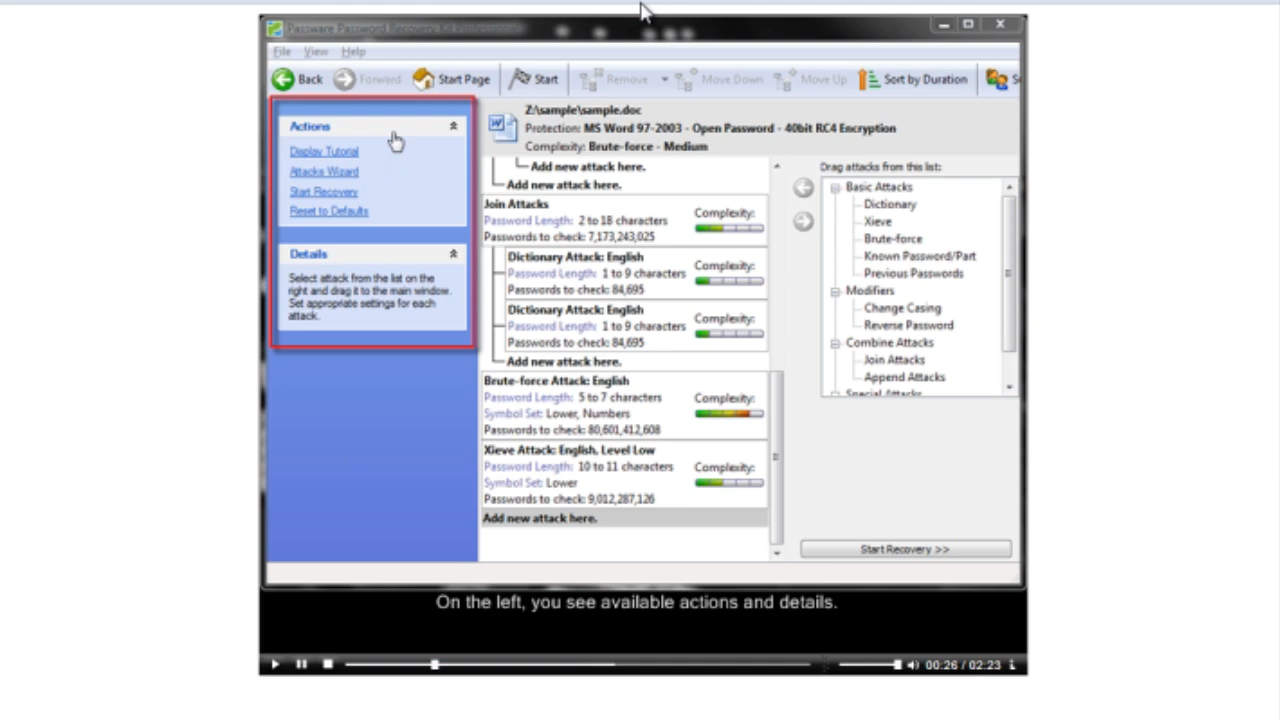 Passware Password Recovery Kit Professional
File View Help
Back Forward Start Page Start Remove Move Down Move Up Sort by Duration
Actions
Display Tutorial
Attacks Wizard
Start Recovery
Reset to Defaults
Details
Select attack from the list on the
right and drag it to the main window.
Set appropriate settings for each
attack.
Z:\sample\sample.doc
Protection: MS Word 97-2003 - Open Password - 40bit RC4 Encryption
Complexity: Brute-force - Medium
Add new attack here.
Add new attack here.
Join Attacks
Password Length: 2 to 18 characters
Complexity:
Passwords to check: 7,173,243,025
Dictionary Attack: English
Password Length: 1 to 9 characters
Complexity:
Passwords to check: 84,695
Dictionary Attack: English
Password Length: 1 to 9 characters
Complexity:
Passwords to check: 84,695
Add new attack here.
Brute-force Attack: English
Password Length: 5 to 7 characters
Complexity:
Symbol Set: Lower, Numbers
Passwords to check: 80,601,412,608
Xieve Attack: English, Level Low
Password Length: 10 to 11 characters
Complexity:
Symbol Set: Lower
Passwords to check: 9,012,287,126
Add new attack here.
Drag attacks from this list:
Basic Attacks
Dictionary
Xieve
Brute-force
Known Password/Part
Previous Passwords
Modifiers
Change Casing
Reverse Password
Combine Attacks
Join Attacks
Append Attacks
Special Attacks
Start Recovery >>
On the left, you see available actions and details.
00:26 / 02:23